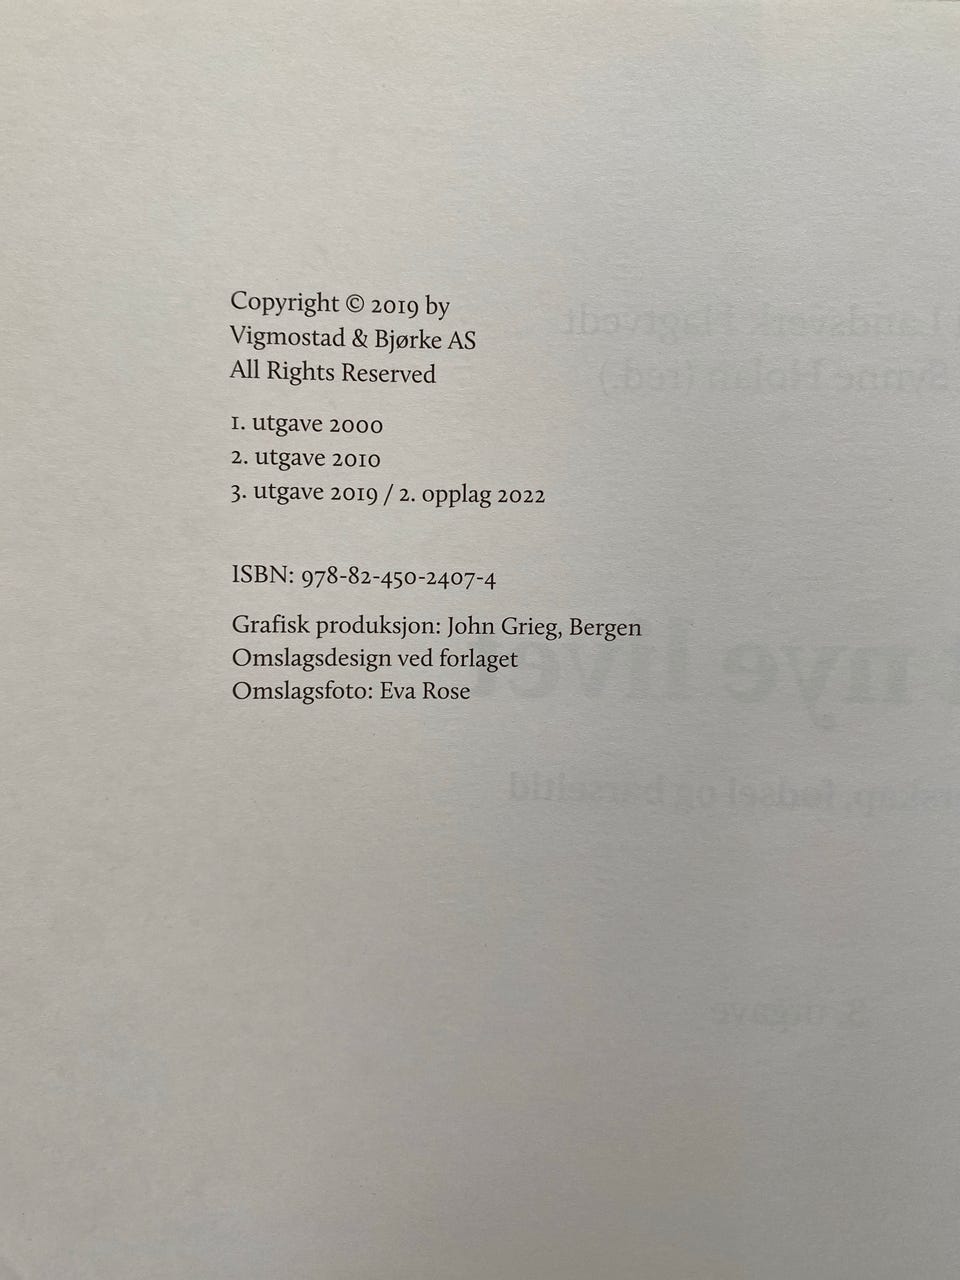 Copyright © 2019 by
Vigmostad & Bjørke AS
All Rights Reserved
1. utgave 2000
2. utgave 2010
3. utgave 2019 / 2. opplag 2022
ISBN: 978-82-450-2407-4
Grafisk produksjon: John Grieg, Bergen
Omslagsdesign ved forlaget
Omslagsfoto: Eva Rose